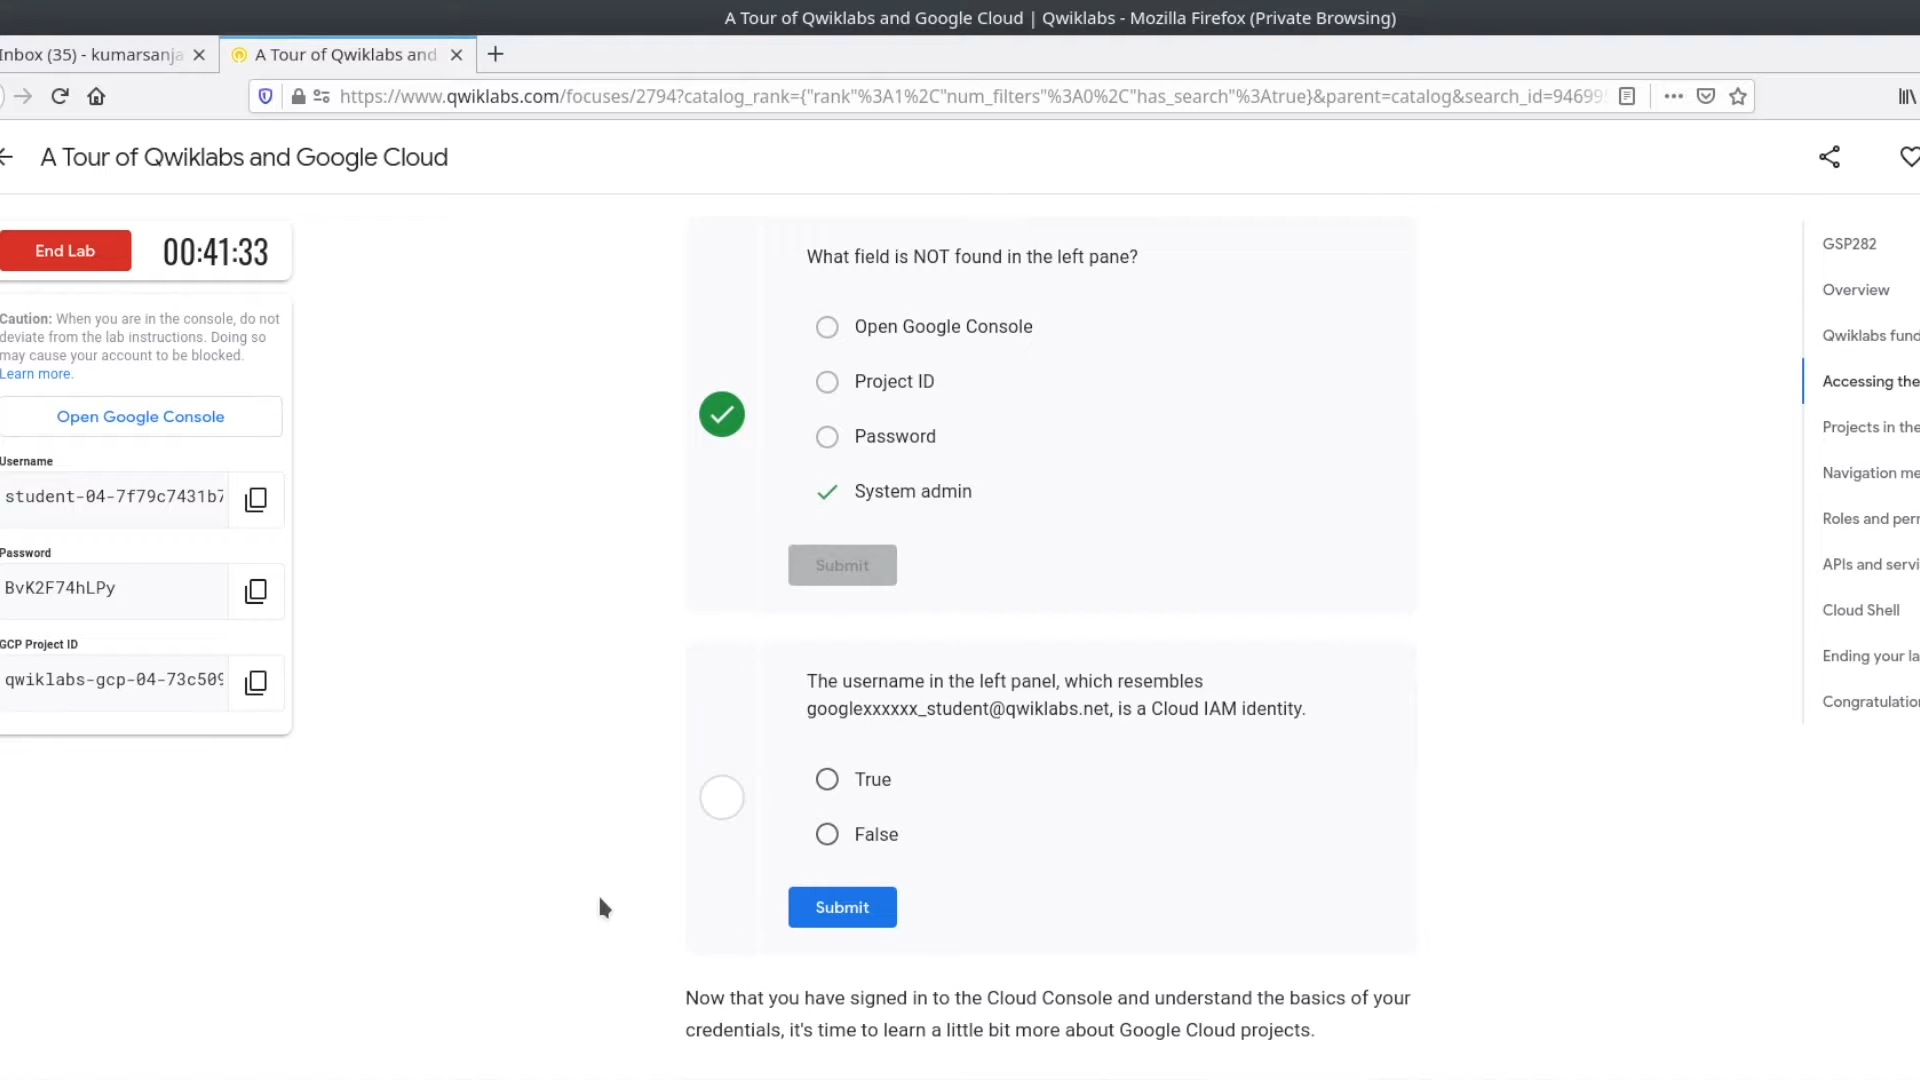 A Tour of Qwiklabs and Google Cloud | Qwiklabs - Mozilla Firefox (Private Browsing)
Inbox (35) - kumarsanja
A Tour of Qwiklabs and
https://www.qwiklabs.com/focuses/2794?catalog_rank={"rank"%3A1%2C"num_filters"%3A0%2C"has_search"%3Atrue}&parent=catalog&search_id=94699
A Tour of Qwiklabs and Google Cloud
End Lab
00:41:33
Caution: When you are in the console, do not
deviate from the lab instructions. Doing so
may cause your account to be blocked.
Learn more.
Open Google Console
Username
student-04-7f79c7431b7
Password
BvK2F74hLPy
GCP Project ID
qwiklabs-gcp-04-73c509
What field is NOT found in the left pane?
Open Google Console
Project ID
Password
System admin
Submit
The username in the left panel, which resembles
googlexxxxxx_student@qwiklabs.net, is a Cloud IAM identity.
True
False
Submit
Now that you have signed in to the Cloud Console and understand the basics of your
credentials, it's time to learn a little bit more about Google Cloud projects.
GSP282
Overview
Qwiklabs fund
Accessing the
Projects in the
Navigation me
Roles and perm
APIs and servi
Cloud Shell
Ending your la
Congratulation